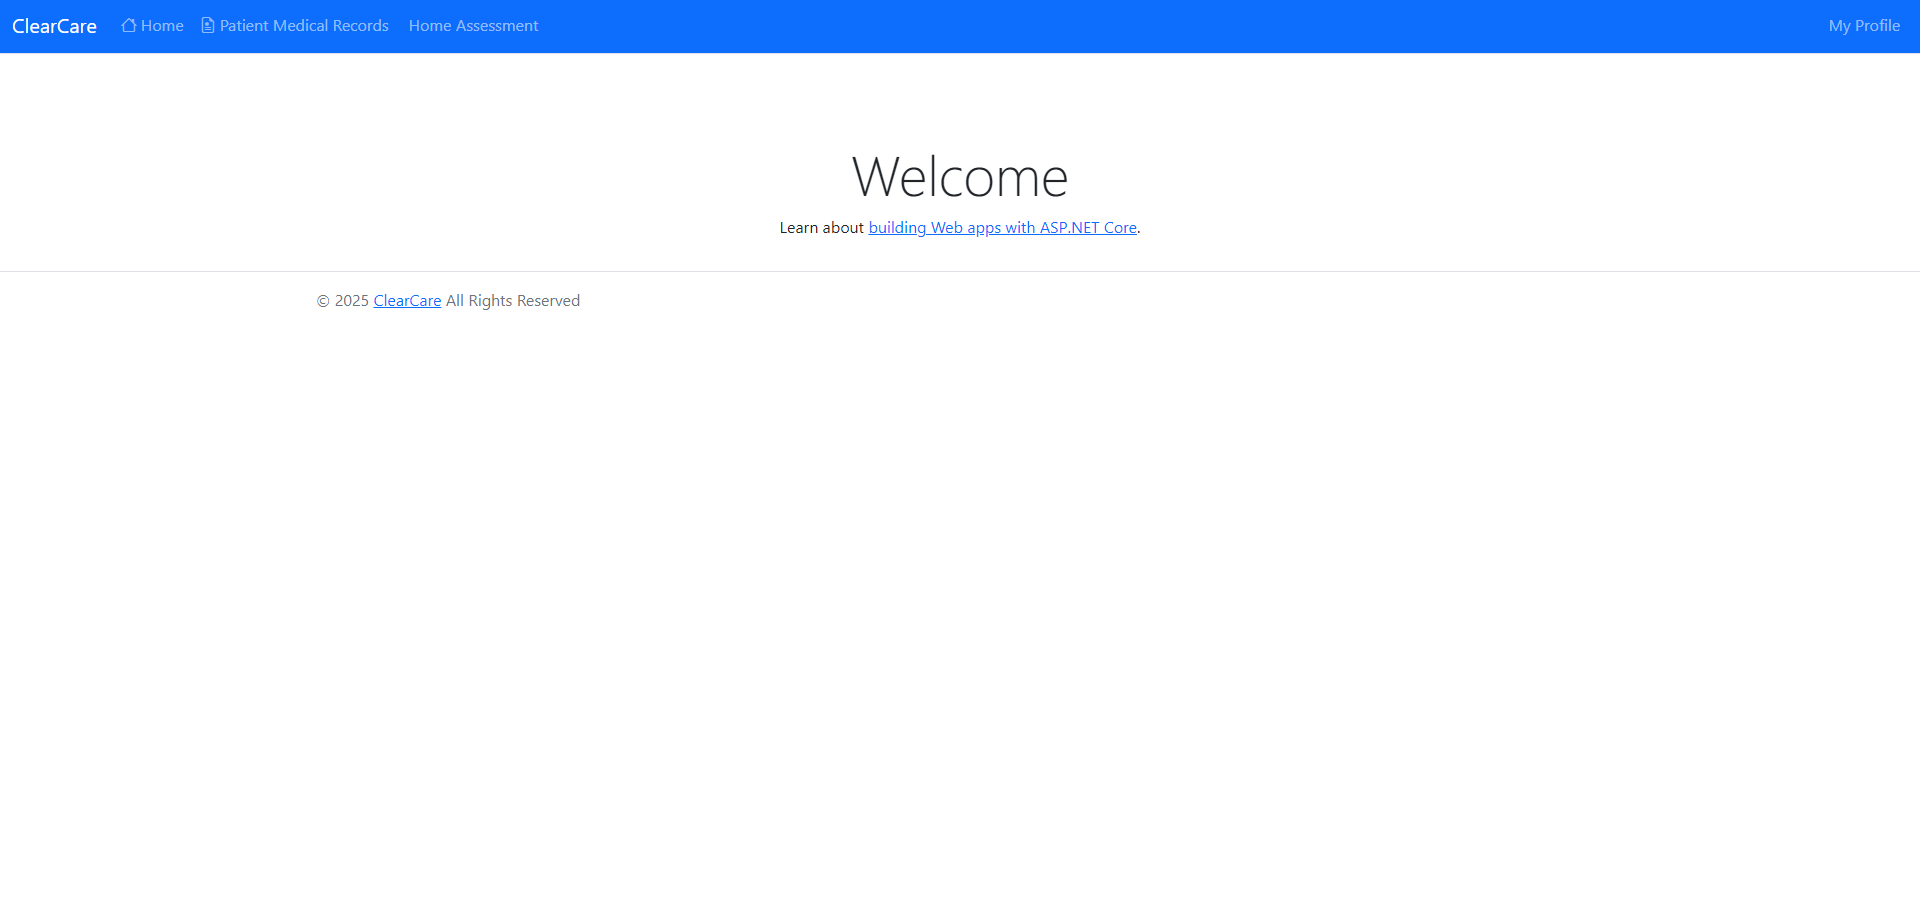 ClearCare Home Patient Medical Records Home Assessment My Profile
Welcome
Learn about building Web apps with ASP.NET Core.
© 2025 ClearCare All Rights Reserved